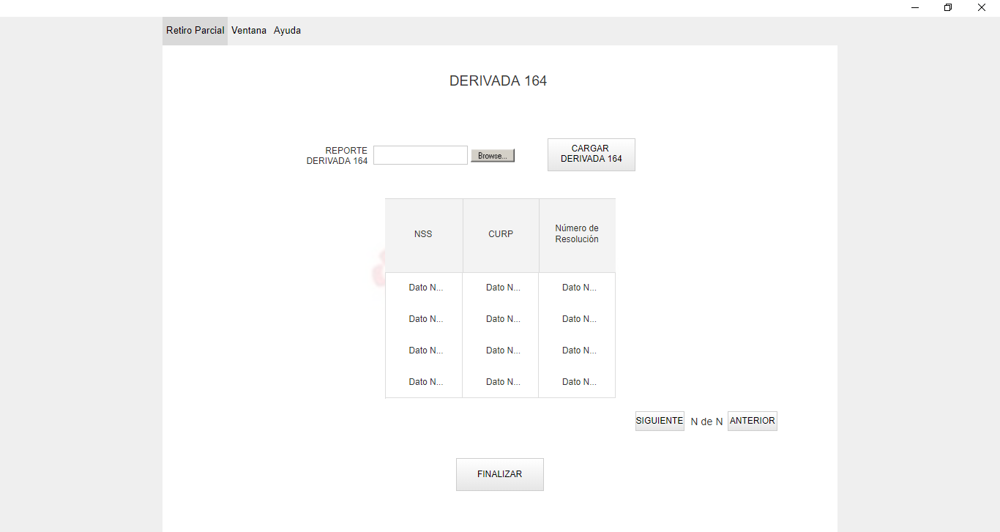 Retiro Parcial Ventana Ayuda
DERIVADA 164
REPORTE
DERIVADA 164
Browse...
CARGAR
DERIVADA 164
NSS CURP Número de
Resolución
Dato N... Dato N... Dato N...
Dato N... Dato N... Dato N...
Dato N... Dato N... Dato N...
Dato N... Dato N... Dato N...
SIGUIENTE N de N ANTERIOR
FINALIZAR